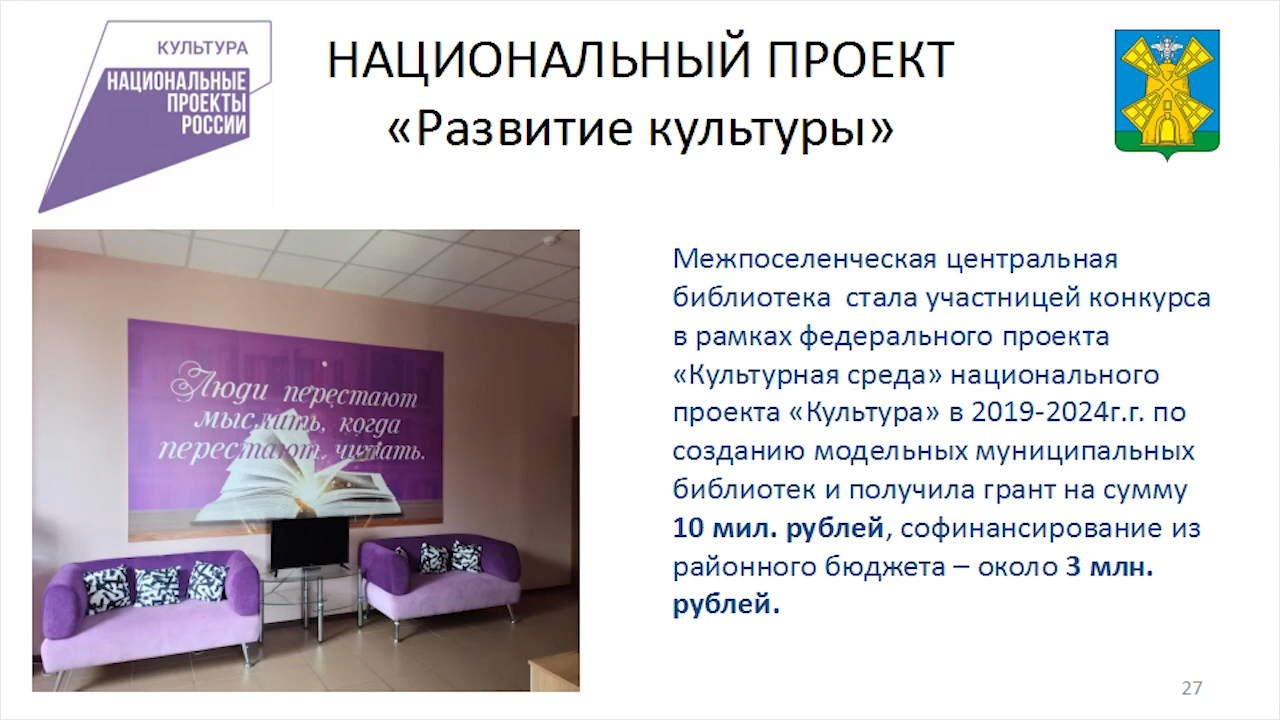 КУЛЬТУРА
НАЦИОНАЛЬНЫЕ
ПРОЕКТЫ
РОССИИ
НАЦИОНАЛЬНЫЙ ПРОЕКТ
«Развитие культуры»
Люди перестают
мыслить, когда
перестают читать.
Межпоселенческая центральная
библиотека стала участницей конкурса
в рамках федерального проекта
«Культурная среда» национального
проекта «Культура» в 2019-2024г.г. по
созданию модельных муниципальных
библиотек и получила грант на сумму
10 мил. рублей, софинансирование из
районного бюджета – около 3 млн.
рублей.
27